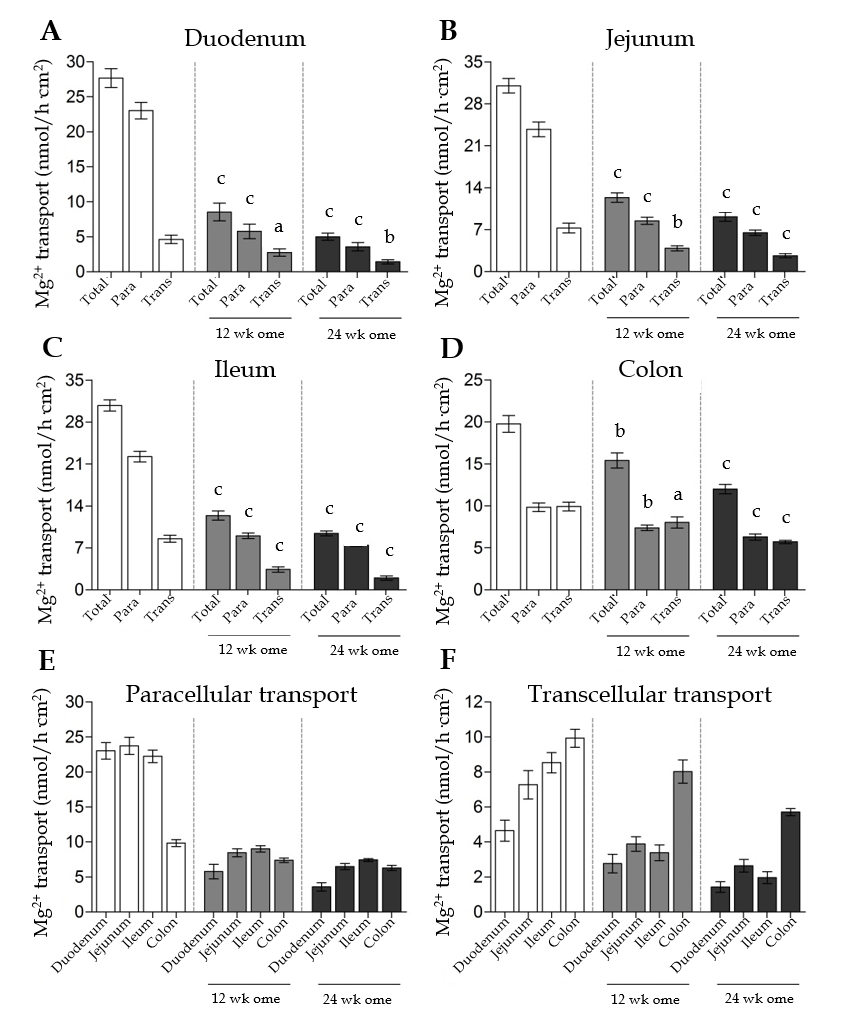 A
Duodenum
Mg²⁺ transport (nmol/h·cm²)
30
25
20
15
10
5
0
c
c
a
c
c
b
Total
Para
Trans
Total
Para
Trans
Total
Para
Trans
12 wk ome
24 wk ome
B
Jejunum
Mg²⁺ transport (nmol/h·cm²)
35
28
21
14
7
0
c
c
b
c
c
c
Total
Para
Trans
Total
Para
Trans
Total
Para
Trans
12 wk ome
24 wk ome
C
Ileum
Mg²⁺ transport (nmol/h·cm²)
35
28
21
14
7
0
c
c
c
c
c
c
Total
Para
Trans
Total
Para
Trans
Total
Para
Trans
12 wk ome
24 wk ome
D
Colon
Mg²⁺ transport (nmol/h·cm²)
25
20
15
10
5
0
b
b
a
c
c
c
Total
Para
Trans
Total
Para
Trans
Total
Para
Trans
12 wk ome
24 wk ome
E
Paracellular transport
Mg²⁺ transport (nmol/h·cm²)
30
25
20
15
10
5
0
Duodenum
Jejunum
Ileum
Colon
Duodenum
Jejunum
Ileum
Colon
Duodenum
Jejunum
Ileum
Colon
12 wk ome
24 wk ome
F
Transcellular transport
Mg²⁺ transport (nmol/h·cm²)
12
10
8
6
4
2
0
Duodenum
Jejunum
Ileum
Colon
Duodenum
Jejunum
Ileum
Colon
Duodenum
Jejunum
Ileum
Colon
12 wk ome
24 wk ome